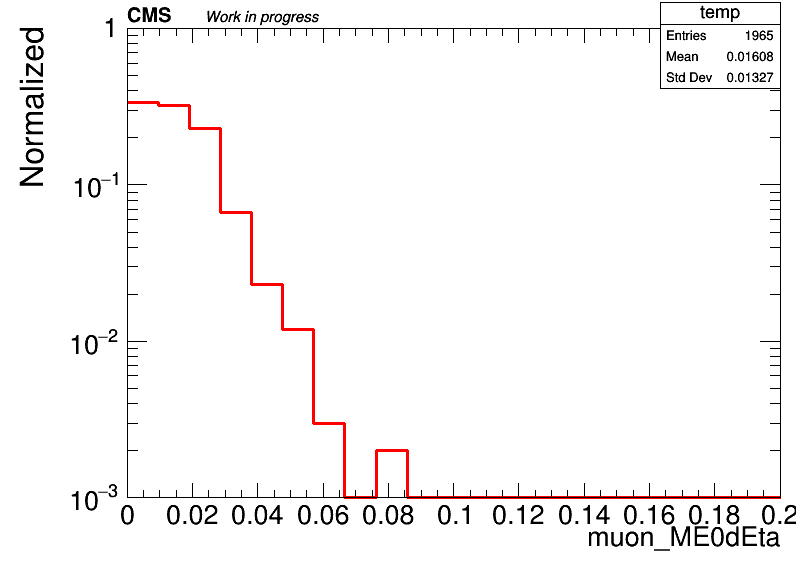 CMS Work in progress
temp
Entries 1965
Mean 0.01608
Std Dev 0.01327
Normalized
1
10⁻¹
10⁻²
10⁻³
0 0.02 0.04 0.06 0.08 0.1 0.12 0.14 0.16 0.18 0.2
muon_ME0dEta